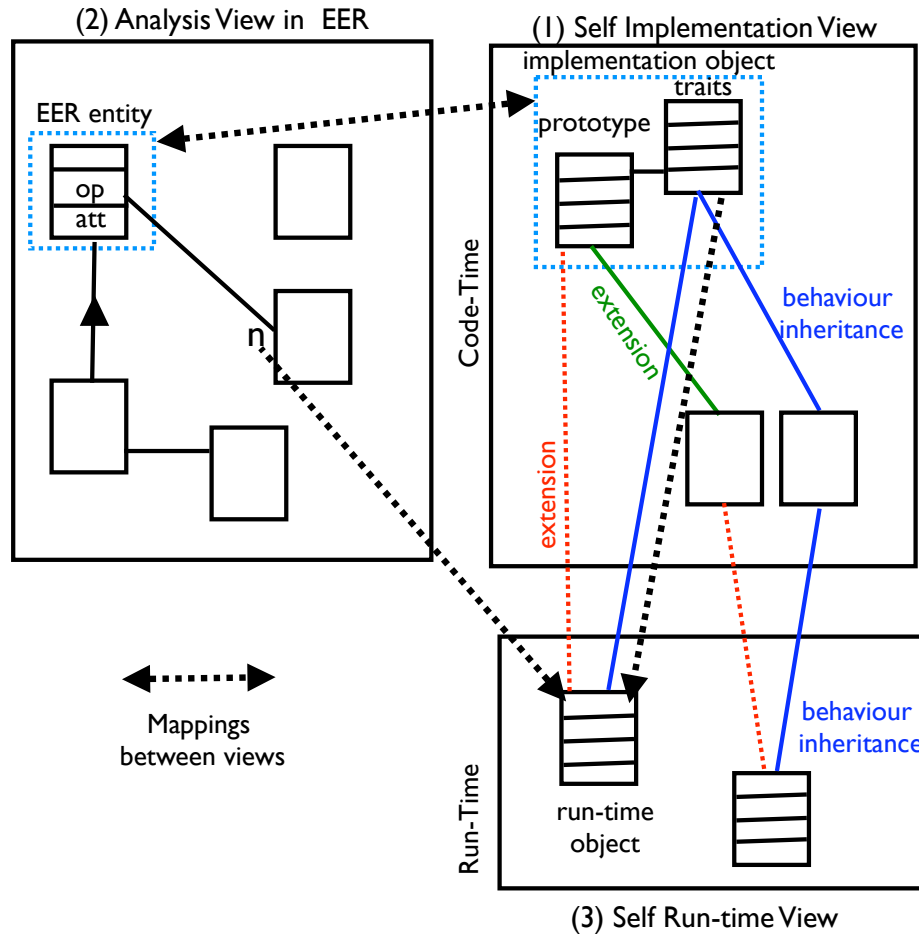 (2) Analysis View in EER
(1) Self Implementation View
implementation object
traits
EER entity
prototype
op
att
n
Code-Time
extension
extension
behaviour
inheritance
Mappings
between views
Run-Time
run-time
object
behaviour
inheritance
(3) Self Run-time View